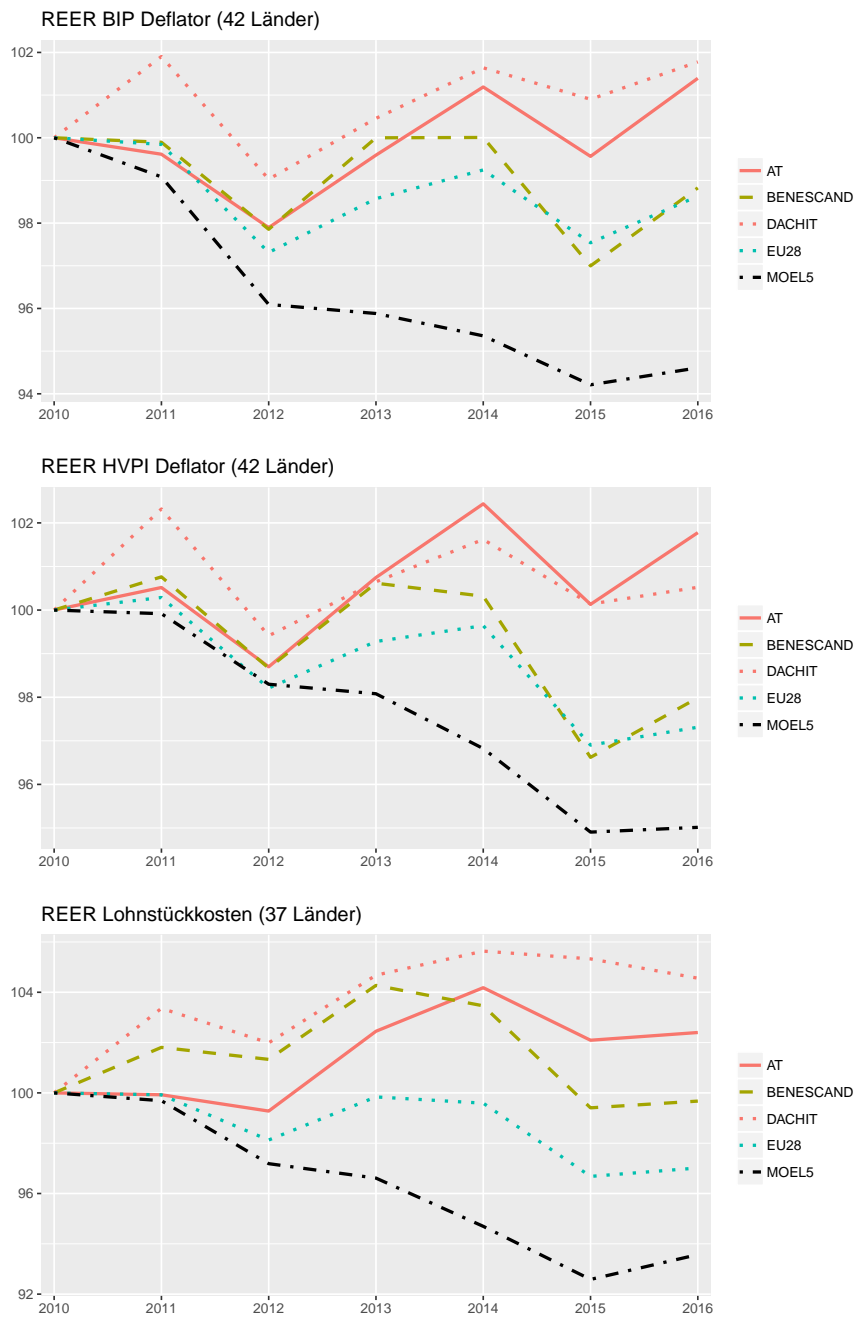 REER BIP Deflator (42 Länder)
102
100
98
96
94
2010 2011 2012 2013 2014 2015 2016
AT
BENESCAND
DACHIT
EU28
MOEL5
REER HVPI Deflator (42 Länder)
102
100
98
96
2010 2011 2012 2013 2014 2015 2016
AT
BENESCAND
DACHIT
EU28
MOEL5
REER Lohnstückkosten (37 Länder)
104
100
96
92
2010 2011 2012 2013 2014 2015 2016
AT
BENESCAND
DACHIT
EU28
MOEL5